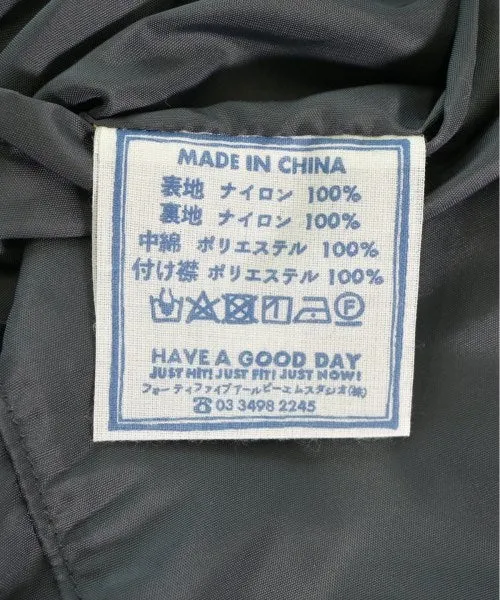 MADE IN CHINA
表地 ナイロン 100%
裏地 ナイロン 100%
中綿 ポリエステル 100%
付け襟 ポリエステル 100%
F
HAVE A GOOD DAY
JUST HIT! JUST FIT! JUST NOW!
フォーティファイブアールピーエムスタジオ(株)
☎ 03 3498 2245